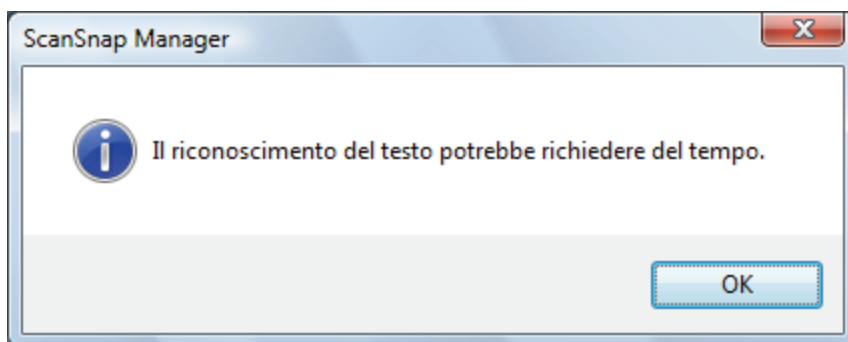 ScanSnap Manager
Il riconoscimento del testo potrebbe richiedere del tempo.
OK